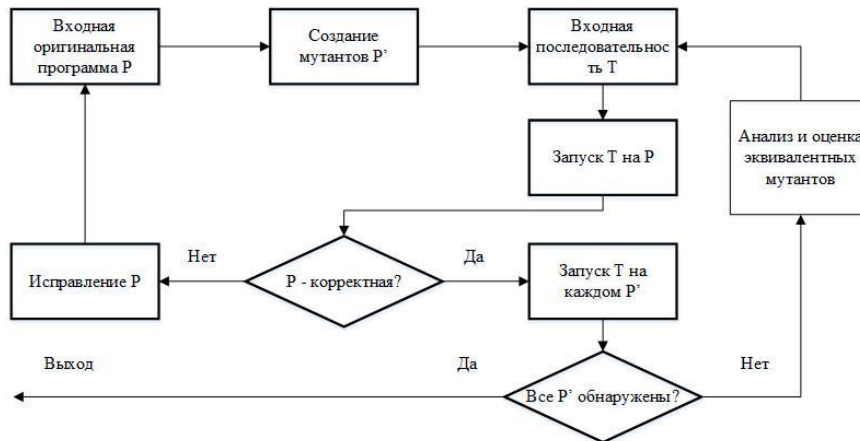 Входная
оригинальная
программа P
Создание
мутантов P’
Входная
последовательнос
ть T
Запуск T на P
Анализ и оценка
эквивалентных
мутантов
Исправление P
Нет
P - корректная?
Да
Запуск T на
каждом P’
Выход
Да
Все P’ обнаружены?
Нет